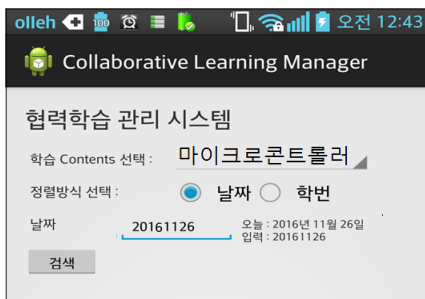 olleh 100 오전 12:43
Collaborative Learning Manager
협력학습 관리 시스템
학습 Contents 선택 : 마이크로콘트롤러
정렬방식 선택 : 날짜 학번
날짜 20161126 오늘 : 2016년 11월 26일
입력 : 20161126
검색